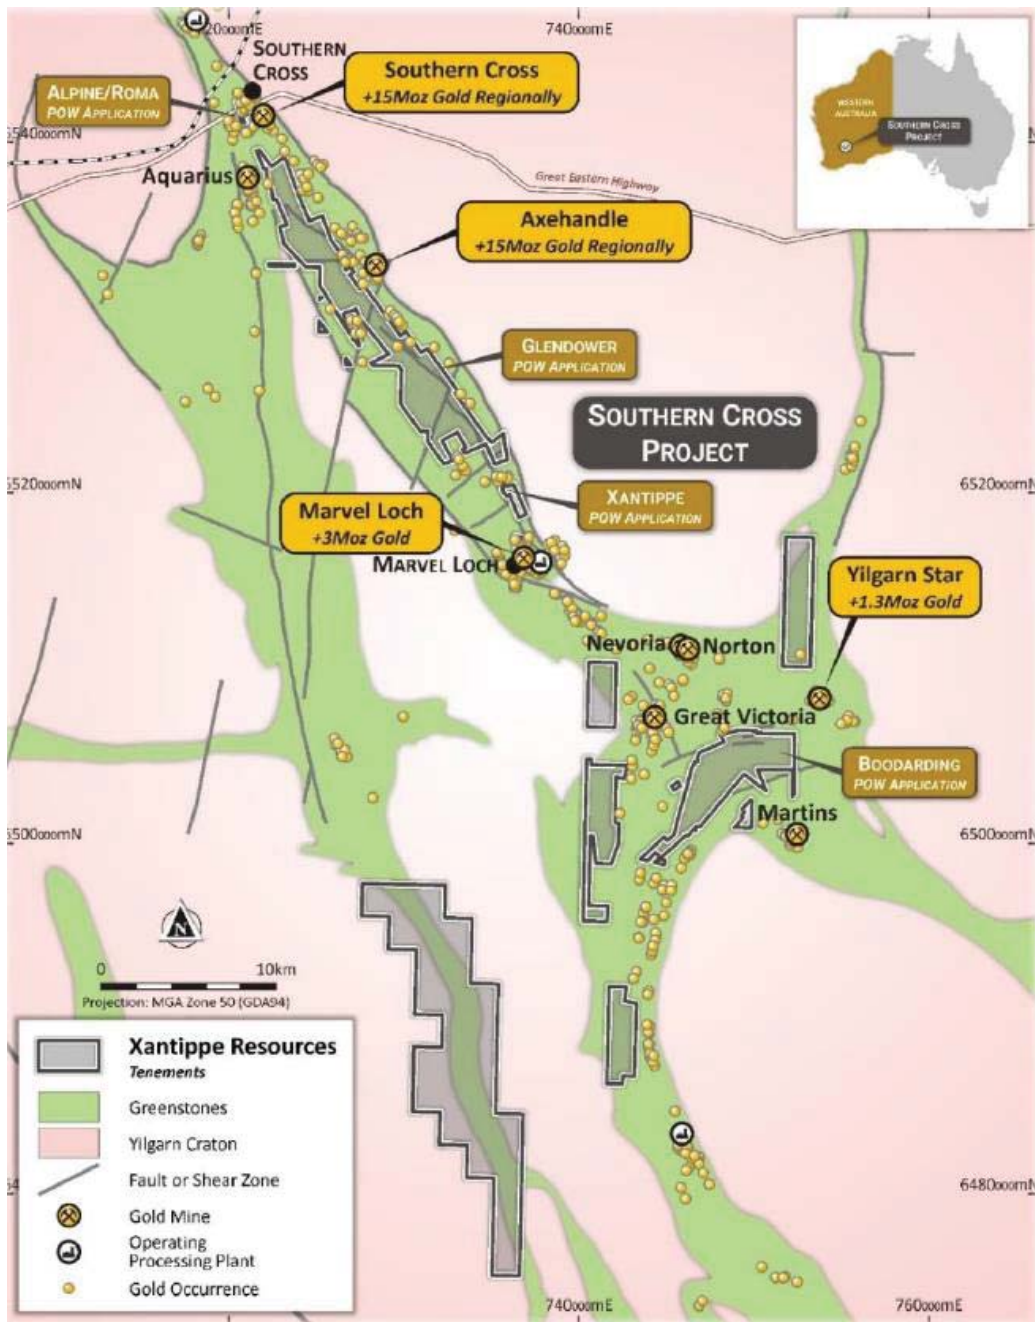 720000mE
740000mE
SOUTHERN
CROSS
Southern Cross
+15Moz Gold Regionally
ALPINE/ROMA
POW APPLICATION
WESTERN
AUSTRALIA
SOUTHERN CROSS
PROJECT
6540000mN
Aquarius
Great Eastern Highway
Axehandle
+15Moz Gold Regionally
GLENDOWER
POW APPLICATION
SOUTHERN CROSS
PROJECT
6520000mN
6520000mN
XANTIPPE
POW APPLICATION
Marvel Loch
+3Moz Gold
MARVEL LOCH
Yilgarn Star
+1.3Moz Gold
Nevoria
Norton
Great Victoria
BOODARDING
POW APPLICATION
Martins
6500000mN
6500000mN
N
0
10km
Projection: MGA Zone 50 (GDA94)
Xantippe Resources
Tenements
Greenstones
Yilgarn Craton
Fault or Shear Zone
Gold Mine
Operating
Processing Plant
Gold Occurrence
6480000mN
740000mE
760000mE